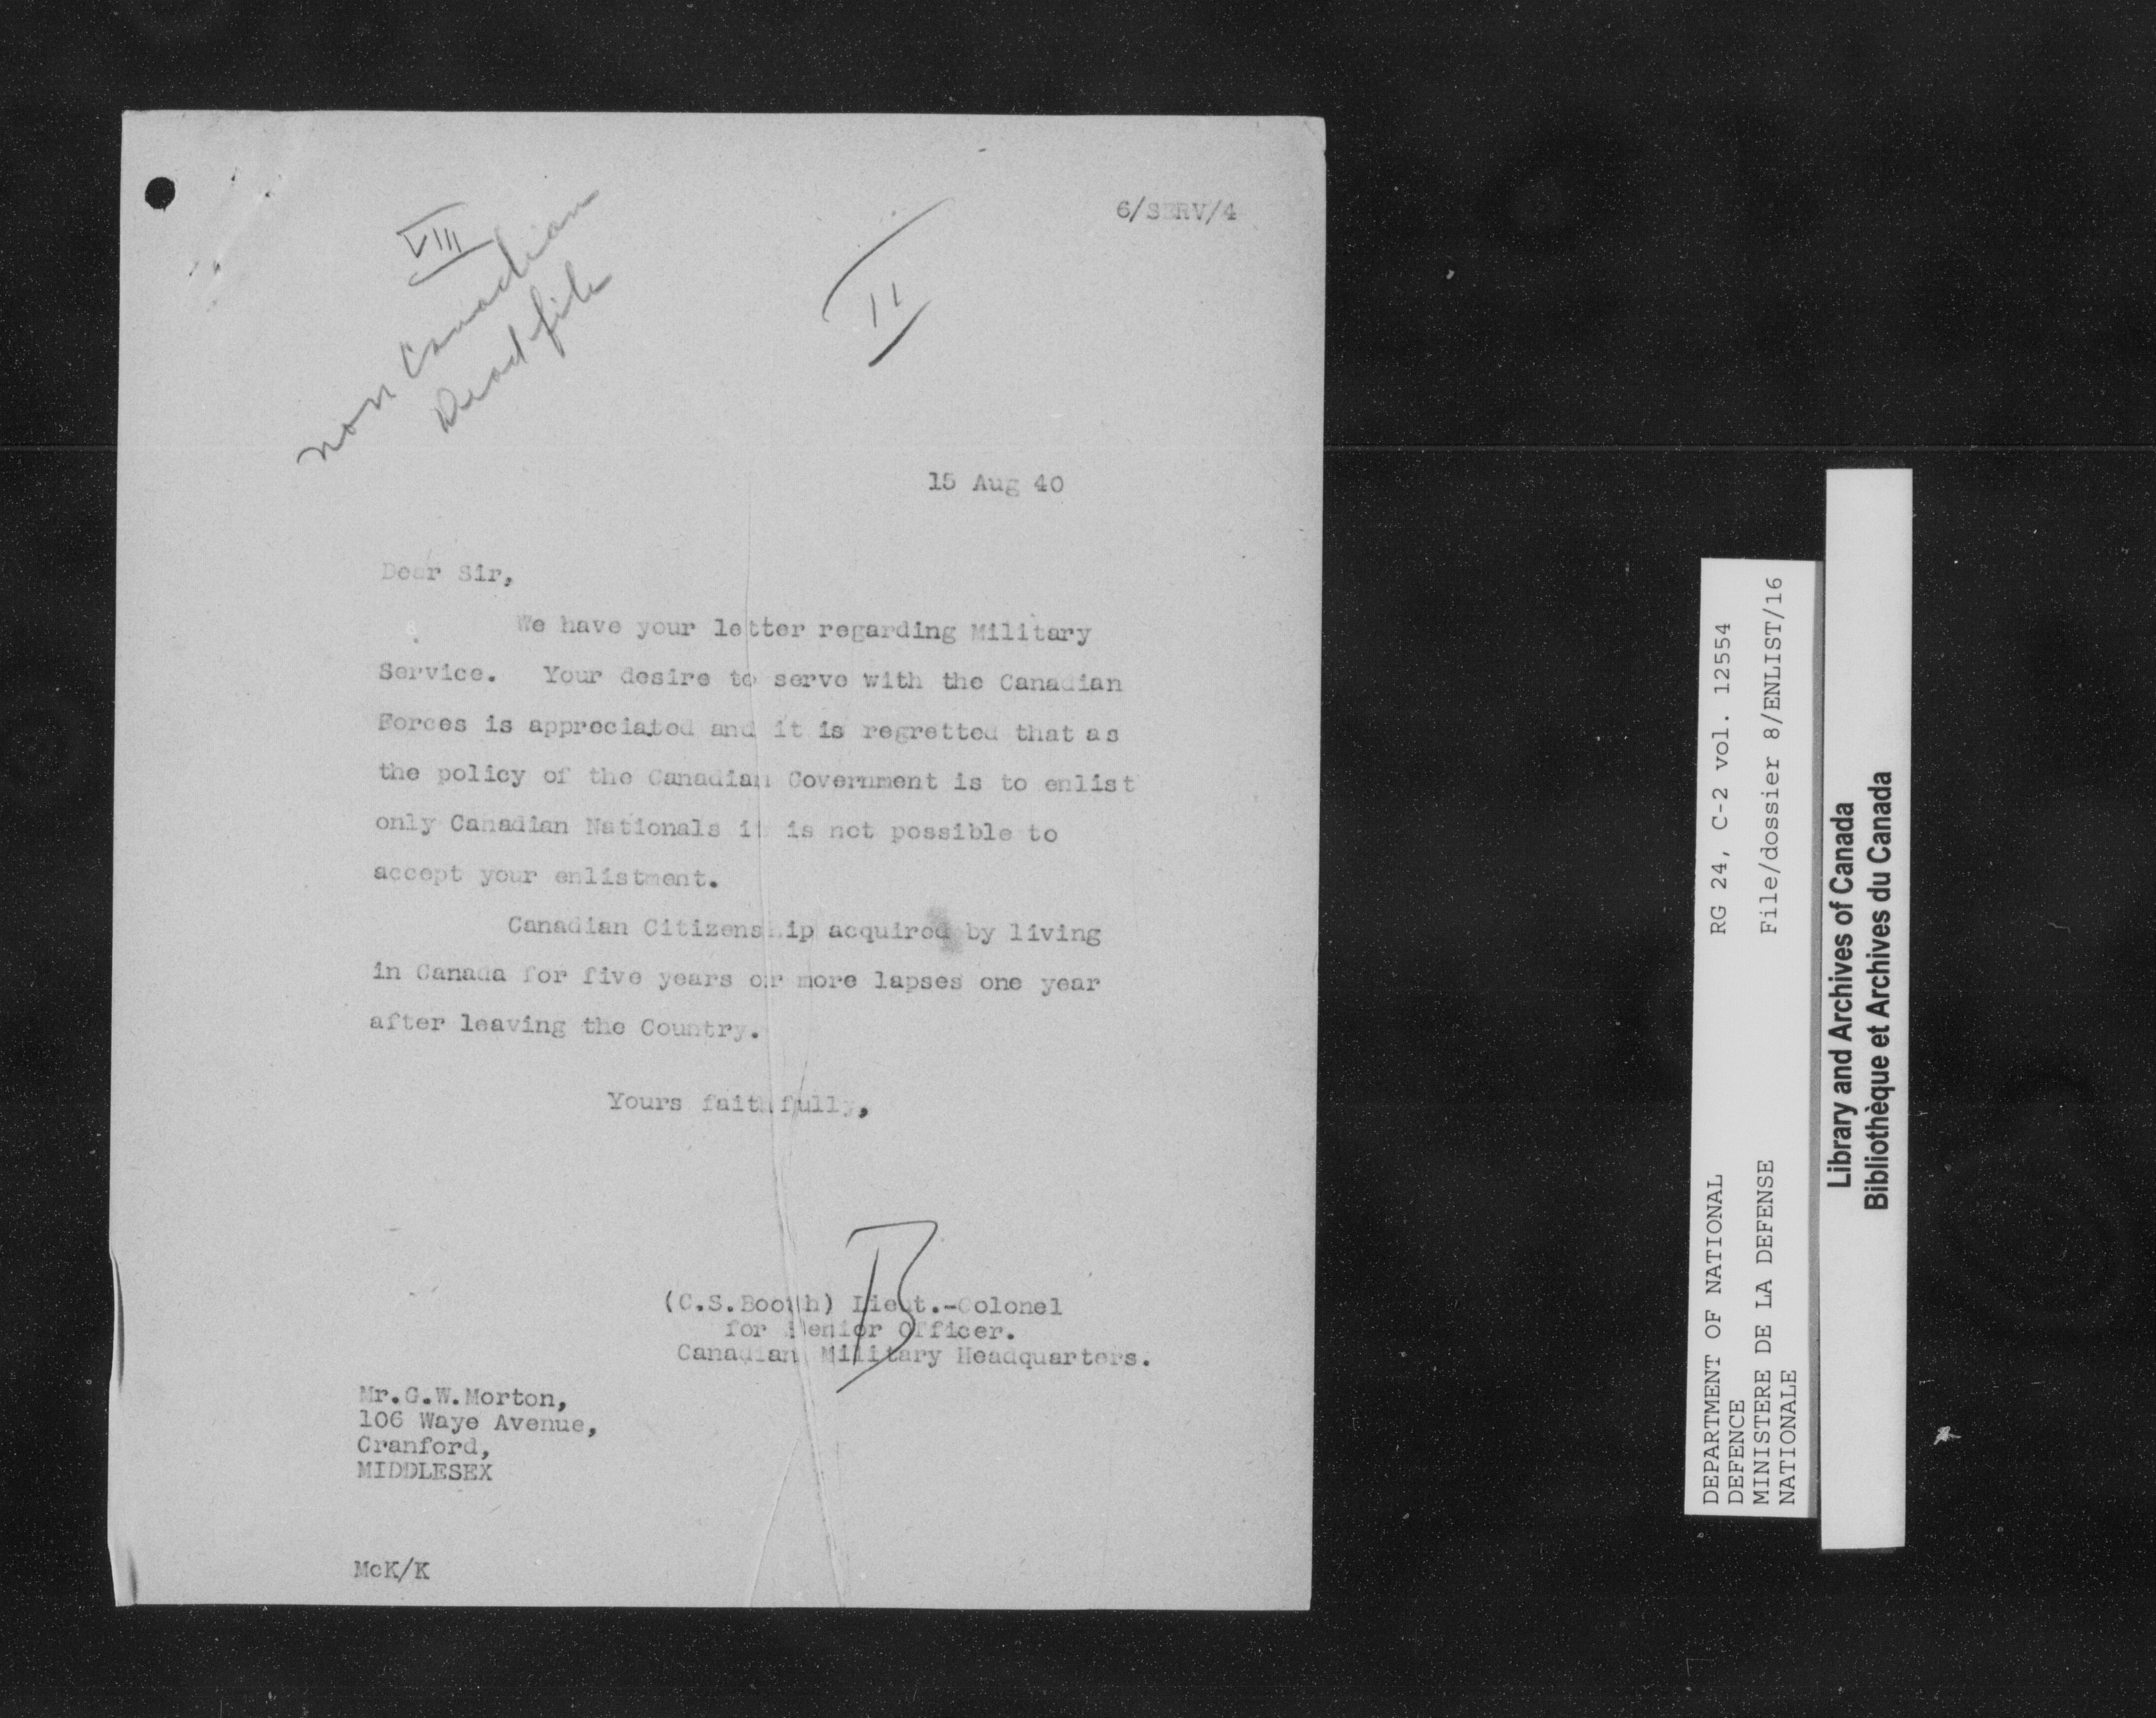 6/SERV/4
VIII
non Canadian
Dead file
II
15 Aug 40
Dear Sir,
We have your letter regarding Military
Service. Your desire to serve with the Canadian
Forces is appreciated and it is regretted that as
the policy of the Canadian Government is to enlist
only Canadian Nationals it is not possible to
accept your enlistment.
Canadian Citizenship acquired by living
in Canada for five years or more lapses one year
after leaving the Country.
Yours faithfully,
B
(C.S.Booth) Lieut.-Colonel
for Senior Officer.
Canadian Military Headquarters.
Mr.G.W.Morton,
106 Waye Avenue,
Cranford,
MIDDLESEX
McK/K
DEPARTMENT OF NATIONAL
DEFENCE
MINISTERE DE LA DEFENSE
NATIONALE
RG 24, C-2 vol. 12554
File/dossier 8/ENLIST/16
Library and Archives of Canada
Bibliothèque et Archives du Canada